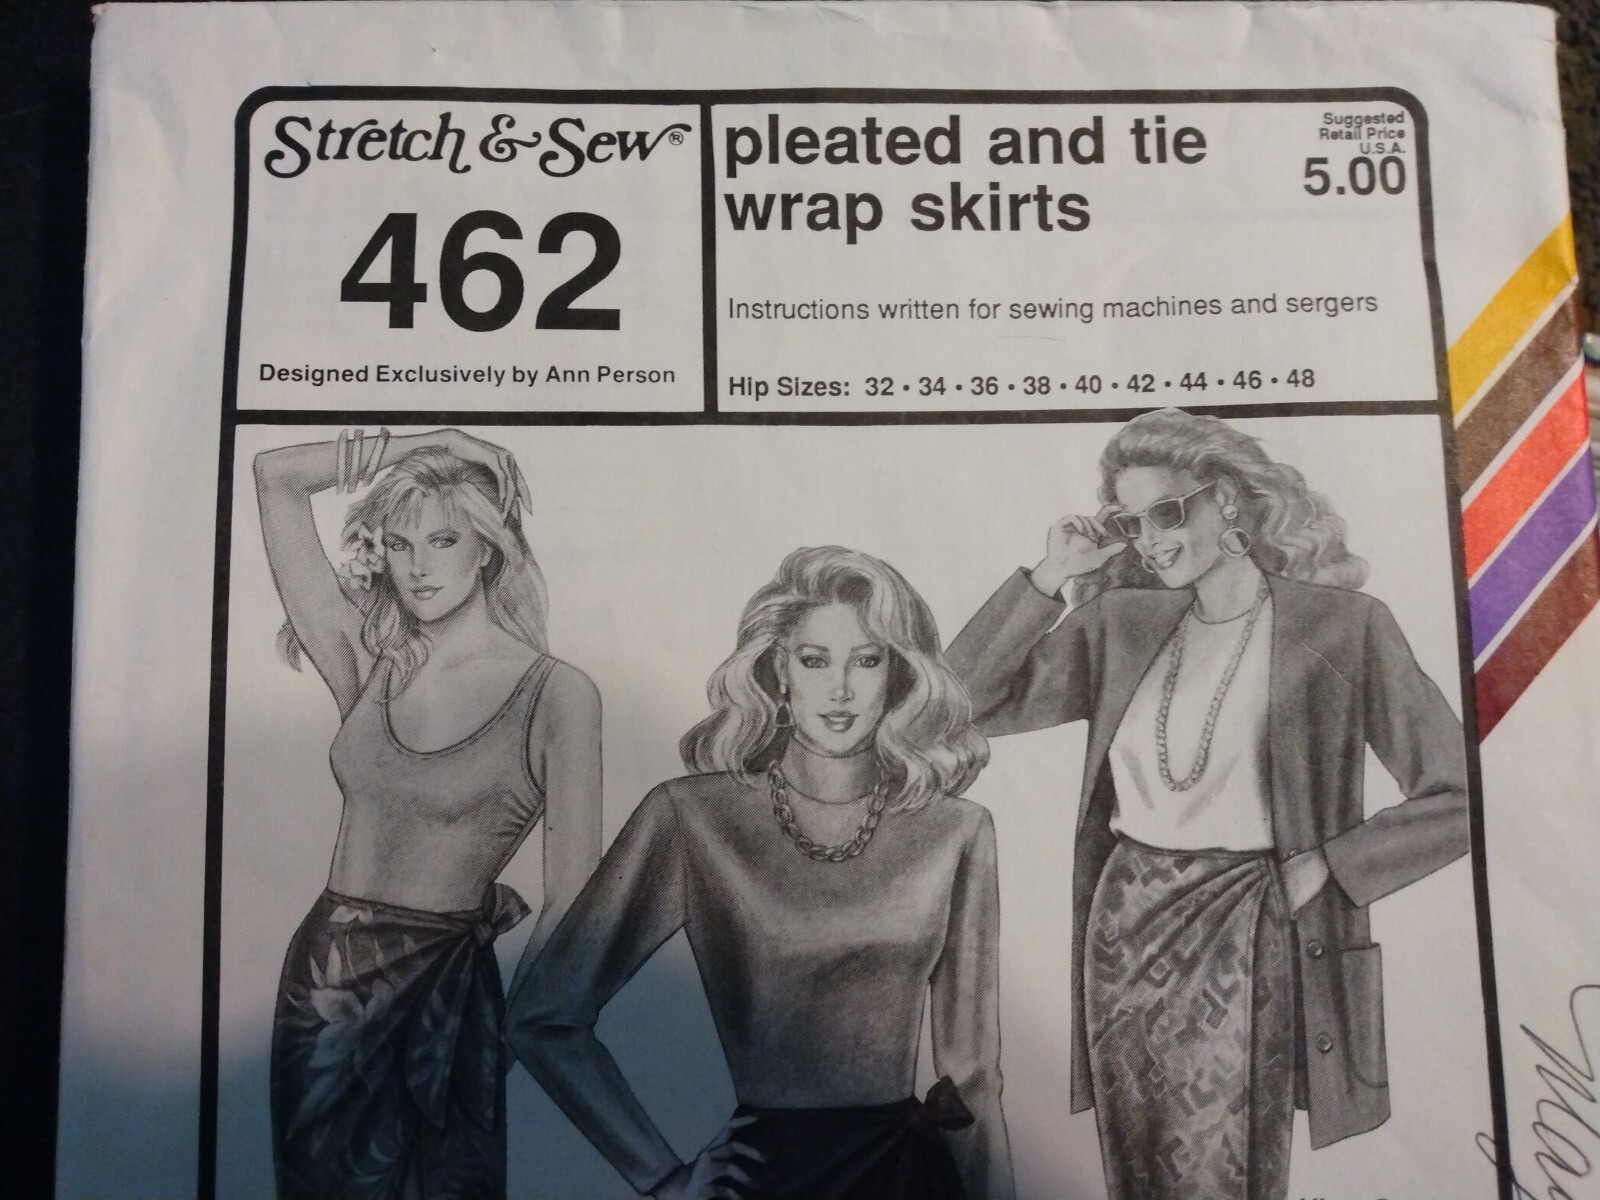 Stretch & Sew®
462
Designed Exclusively by Ann Person
pleated and tie
wrap skirts
Suggested
Retail Price
U.S.A.
5.00
Instructions written for sewing machines and sergers
Hip Sizes: 32 • 34 • 36 • 38 • 40 • 42 • 44 • 46 • 48